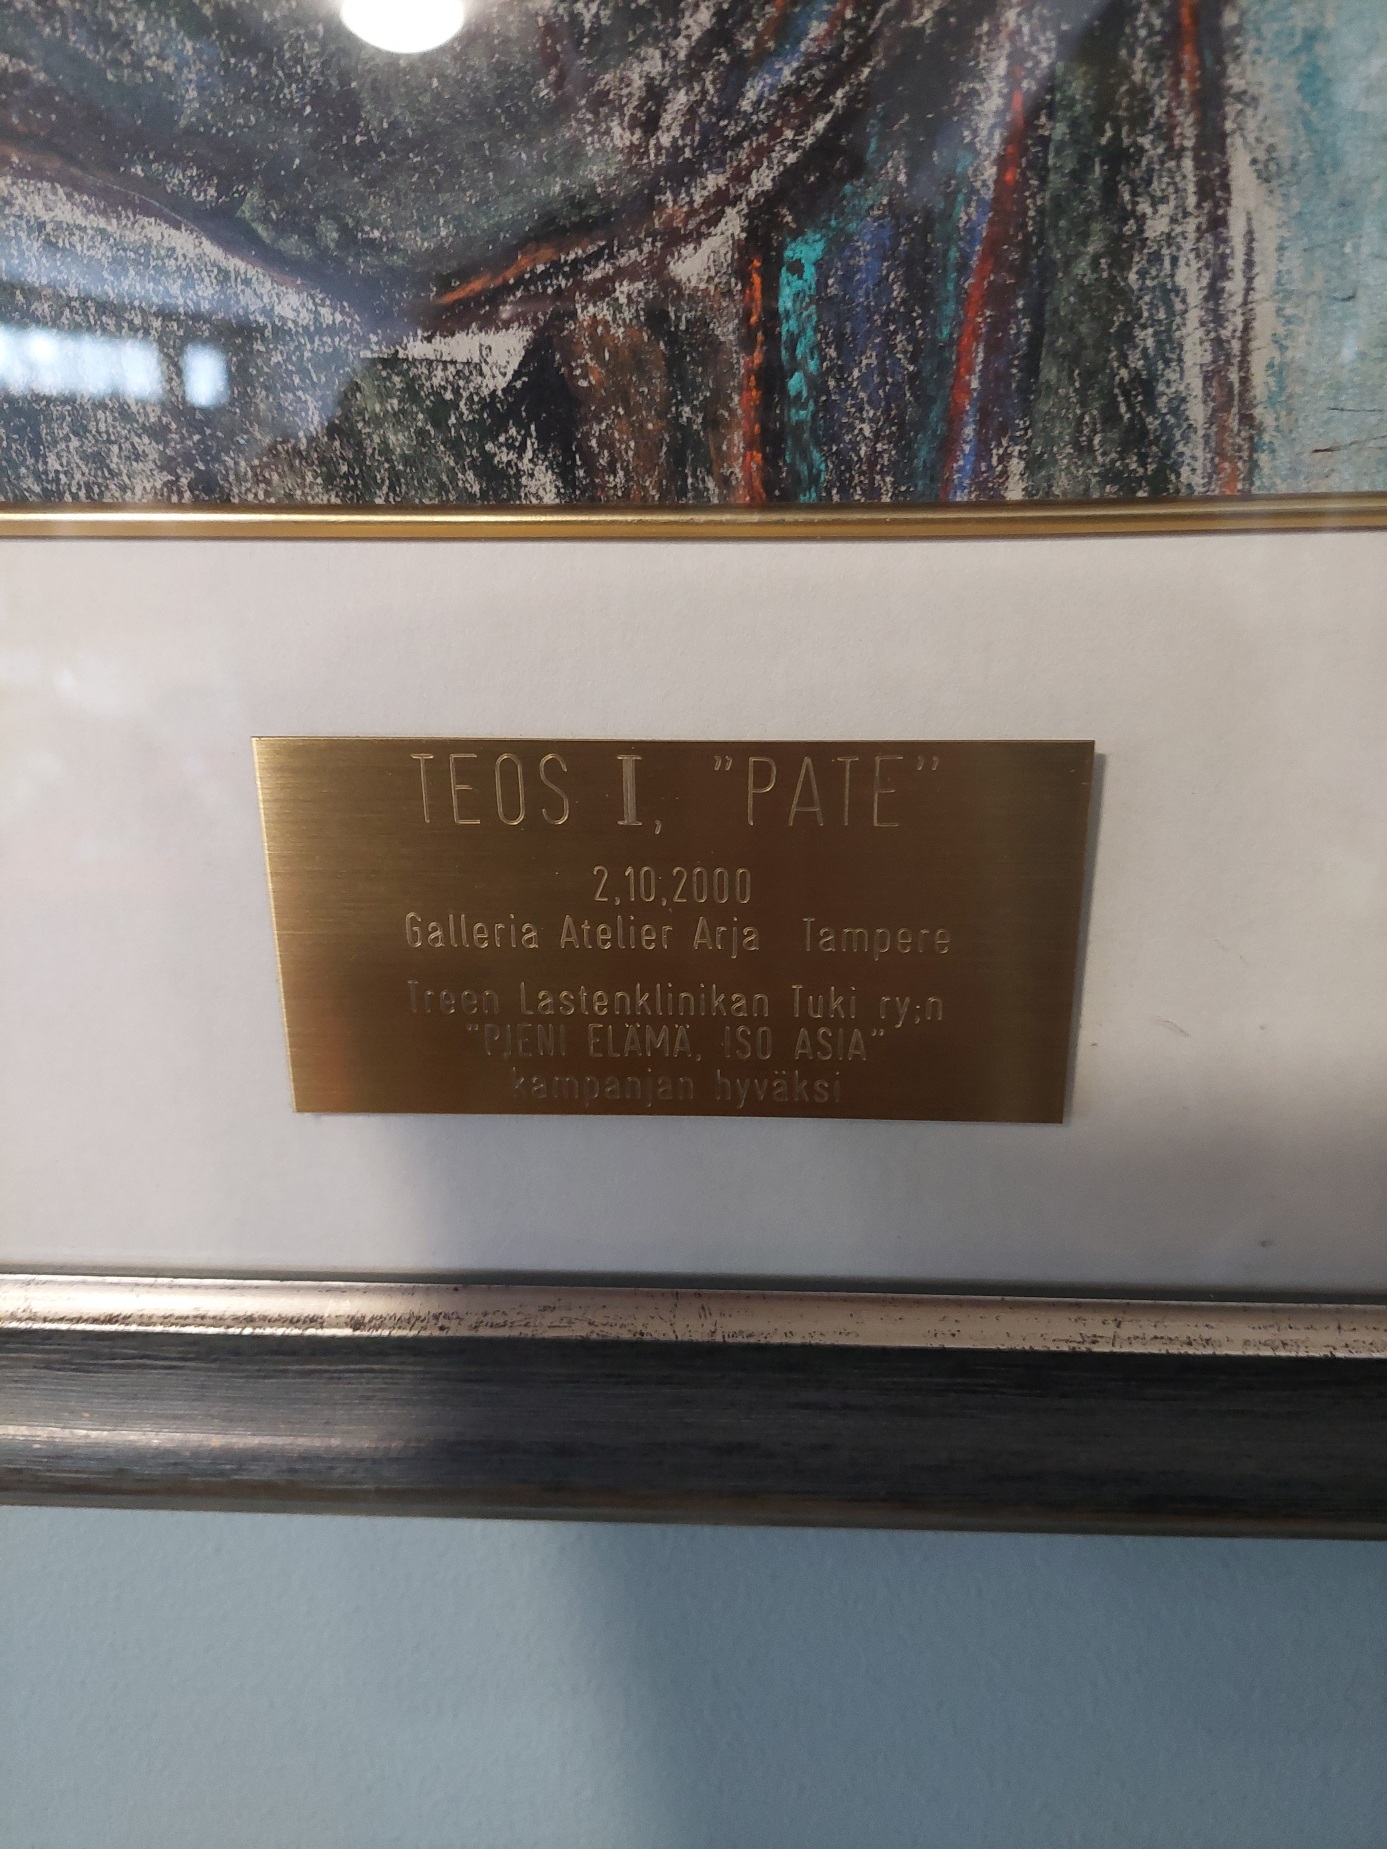 TEOS I, "PATE"
2.10.2000
Galleria Atelier Arja Tampere
Treen Lastenklinikan Tuki ry:n
"PIENI ELÄMÄ, ISO ASIA"
kampanjan hyväksi